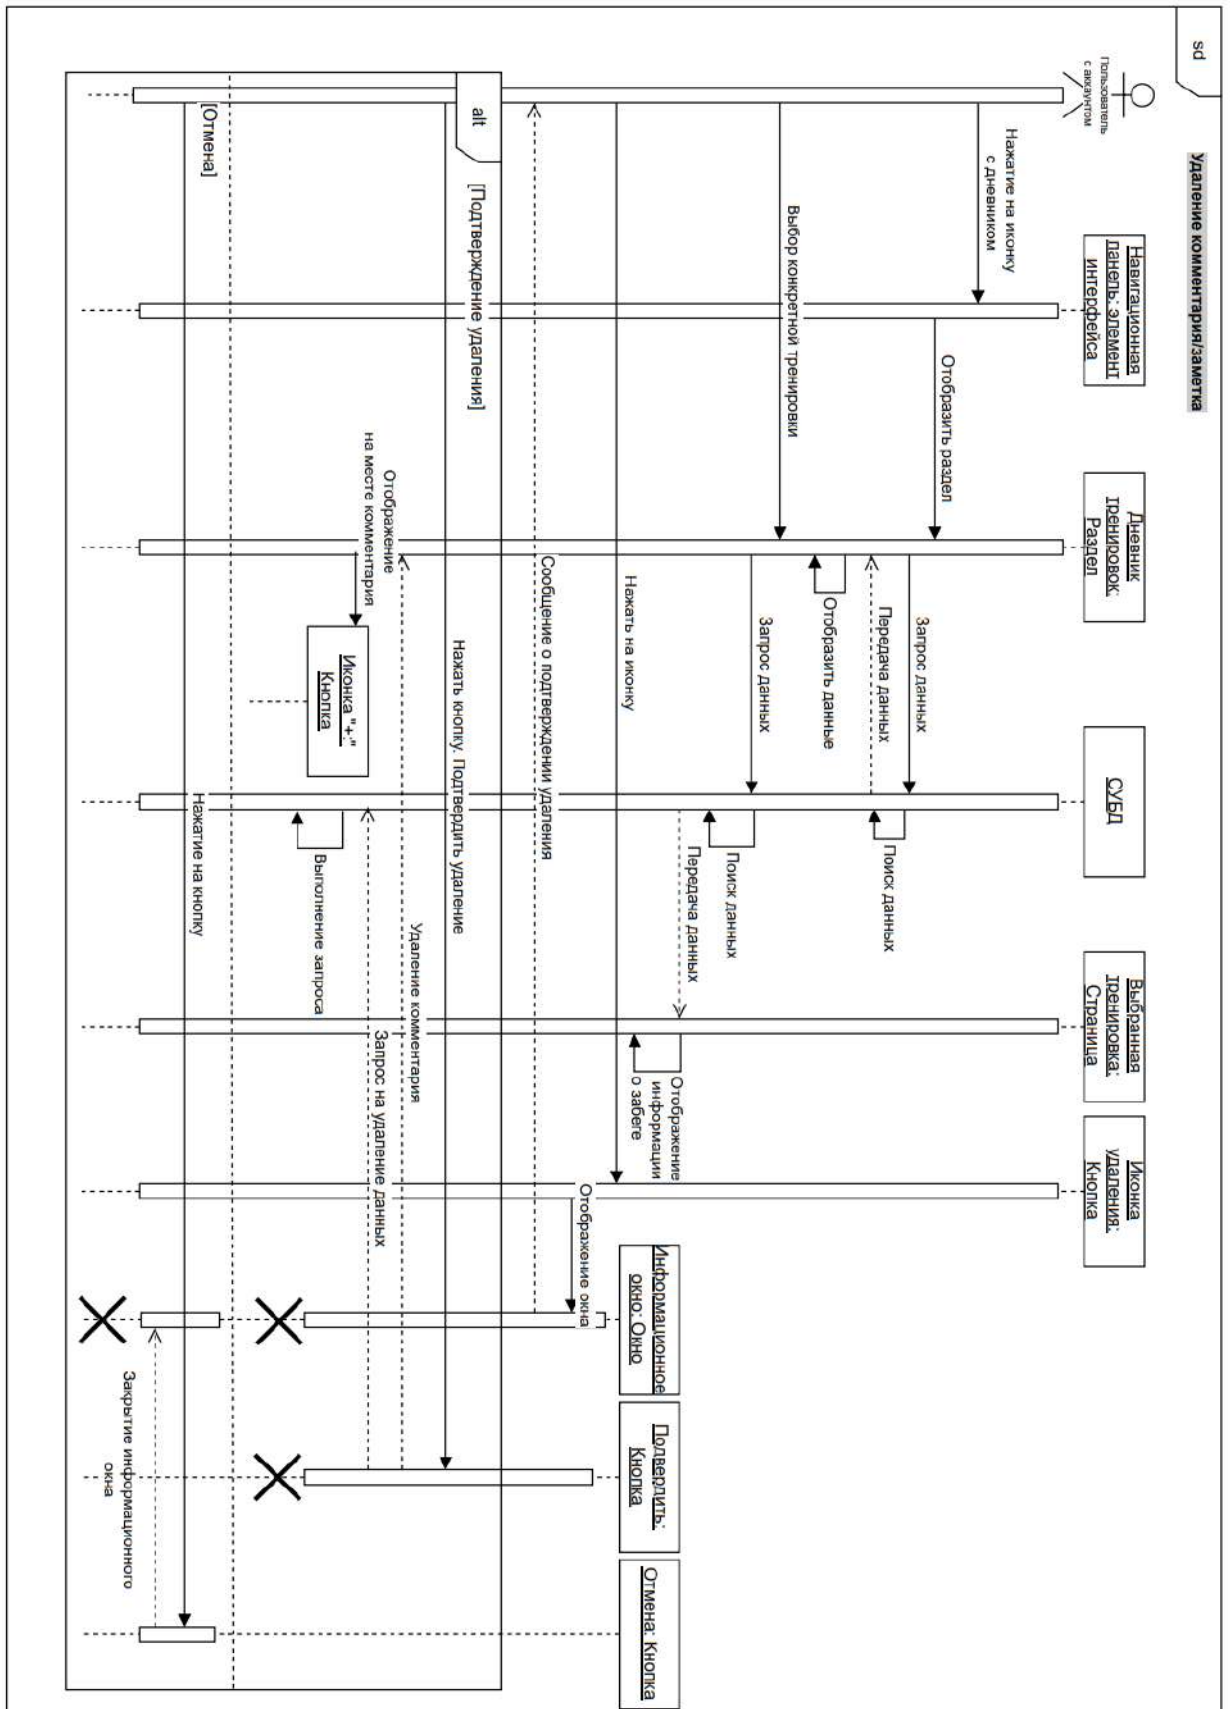 sd
Удаление комментария/заметка
Пользователь
с аккаунтом
Навигационная
панель: элемент
интерфейса
Дневник
тренировок:
Раздел
СУБД
Выбранная
тренировка:
Страница
Иконка
удаления:
Кнопка
Нажатие на иконку
с дневником
Отобразить раздел
Запрос данных
Поиск данных
Передача данных
Отобразить данные
Выбор конкретной тренировки
Запрос данных
Поиск данных
Передача данных
Отображение
информации
о забеге
Нажать на иконку
Информационное
окно: Окно
Подвердить:
Кнопка
Отмена: Кнопка
Отображение окна
Сообщение о подтверждении удаления
alt
[Подтверждение удаления]
Нажать кнопку. Подтвердить удаление
Удаление комментария
Запрос на удаление данных
Отображение
на месте комментария
Иконка "+:"
Кнопка
Выполнение запроса
[Отмена]
Нажатие на кнопку
Закрытие информационного
окна